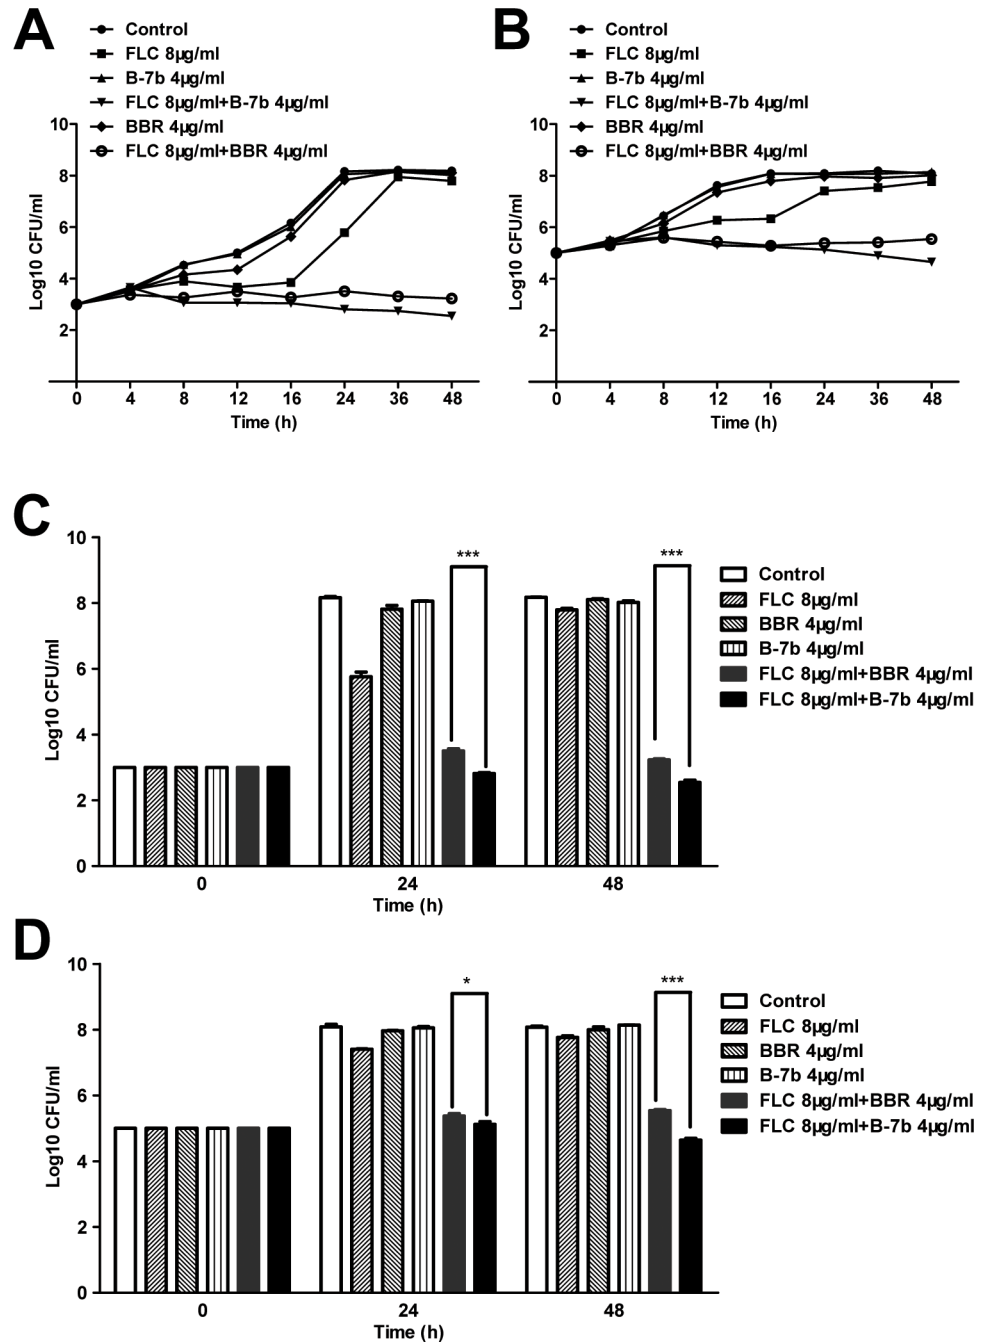 A
Control
FLC 8µg/ml
B-7b 4µg/ml
FLC 8µg/ml+B-7b 4µg/ml
BBR 4µg/ml
FLC 8µg/ml+BBR 4µg/ml
10
8
6
4
2
Log10 CFU/ml
0 4 8 12 16 24 36 48
Time (h)
B
Control
FLC 8µg/ml
B-7b 4µg/ml
FLC 8µg/ml+B-7b 4µg/ml
BBR 4µg/ml
FLC 8µg/ml+BBR 4µg/ml
10
8
6
4
2
Log10 CFU/ml
0 4 8 12 16 24 36 48
Time (h)
C
10
8
6
4
2
0
Log10 CFU/ml
*** ***
0 24 48
Time (h)
Control
FLC 8µg/ml
BBR 4µg/ml
B-7b 4µg/ml
FLC 8µg/ml+BBR 4µg/ml
FLC 8µg/ml+B-7b 4µg/ml
D
10
8
6
4
2
0
Log10 CFU/ml
* ***
0 24 48
Time (h)
Control
FLC 8µg/ml
BBR 4µg/ml
B-7b 4µg/ml
FLC 8µg/ml+BBR 4µg/ml
FLC 8µg/ml+B-7b 4µg/ml